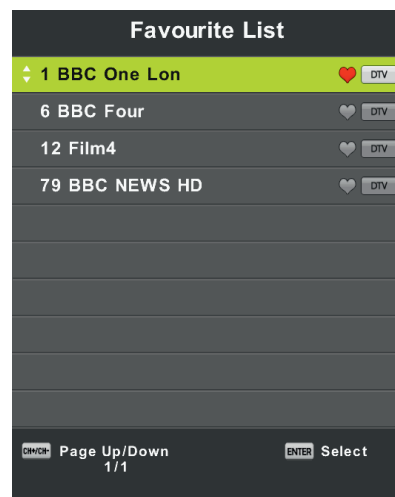 Favourite List
1 BBC One Lon DTV
6 BBC Four DTV
12 Film4 DTV
79 BBC NEWS HD DTV
CH+/CH- Page Up/Down ENTER Select
1/1